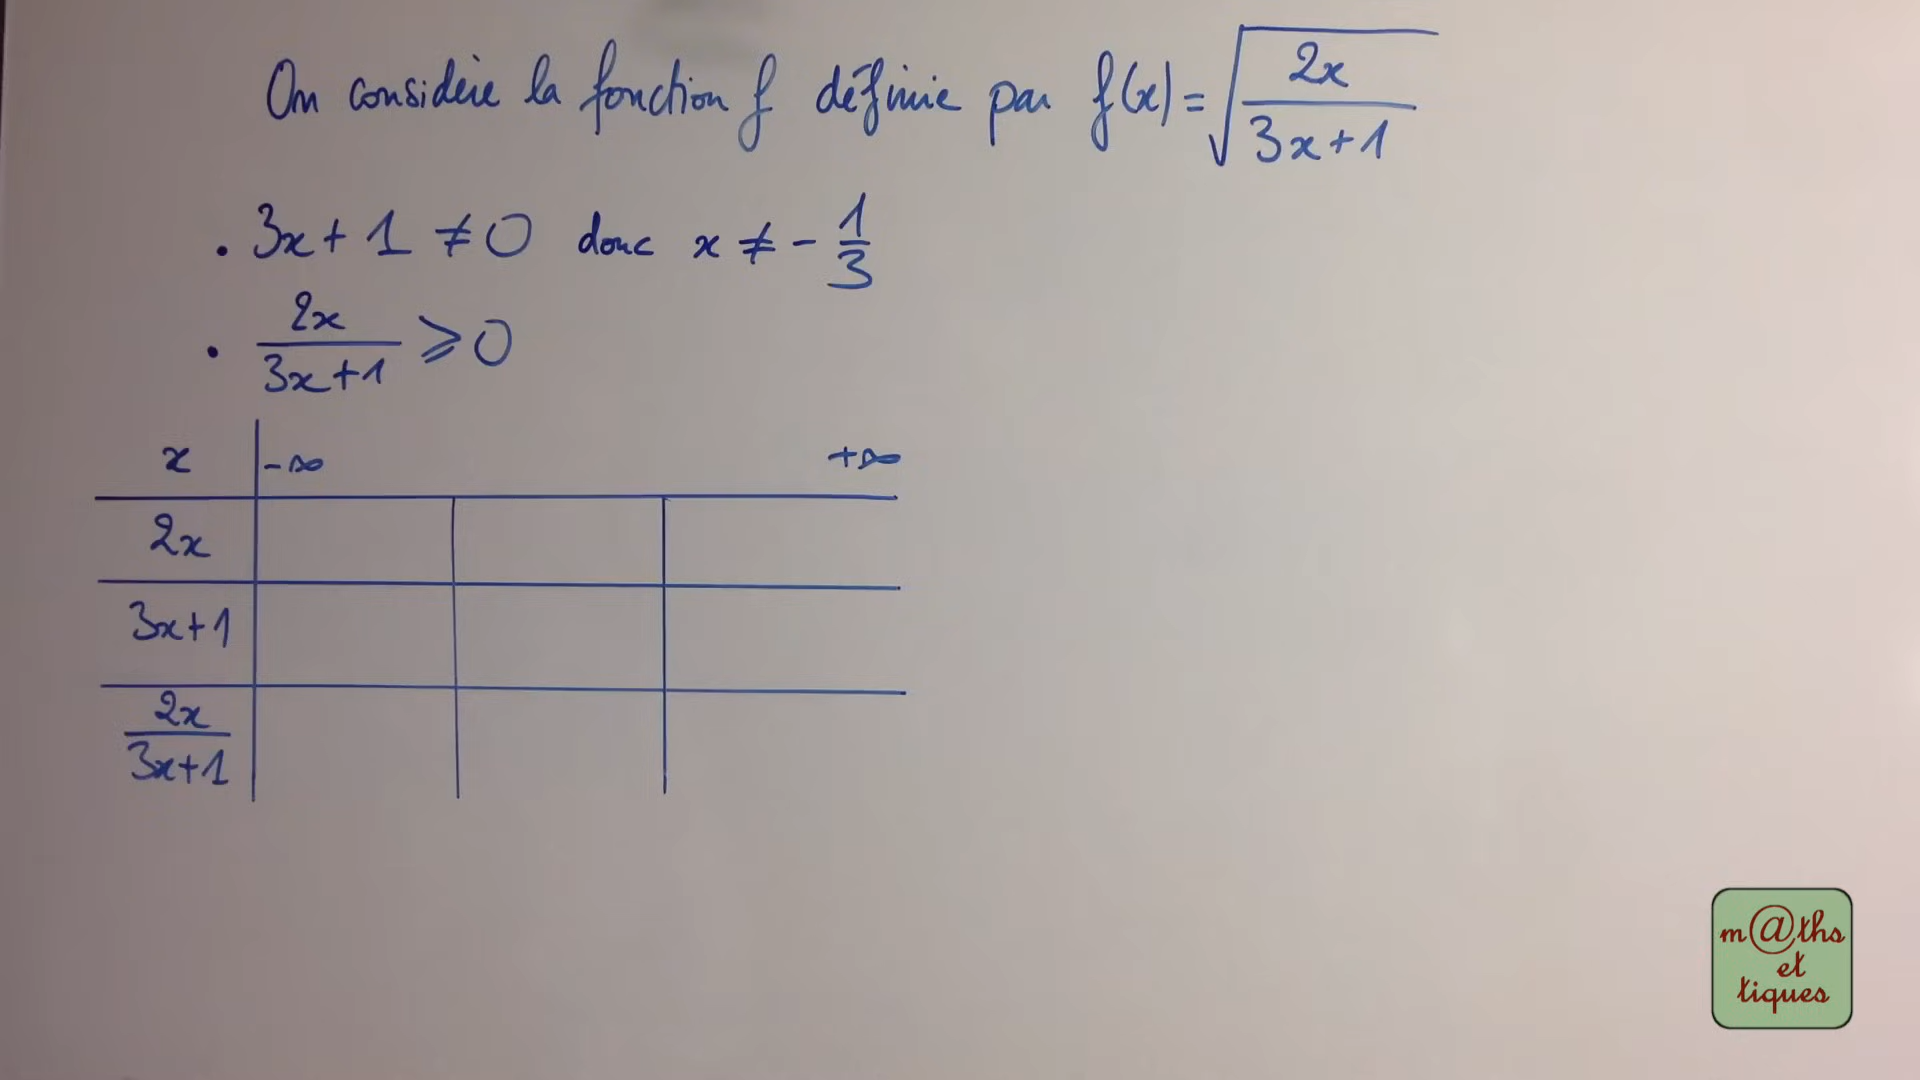 On considère la fonction f définie par f(x) = √(2x/(3x+1))
. 3x+1 ≠ 0 donc x ≠ -1/3
. 2x/(3x+1) ⩾ 0
x -∞ +∞
2x
3x+1
2x/(3x+1)
m@ths
et
tiques